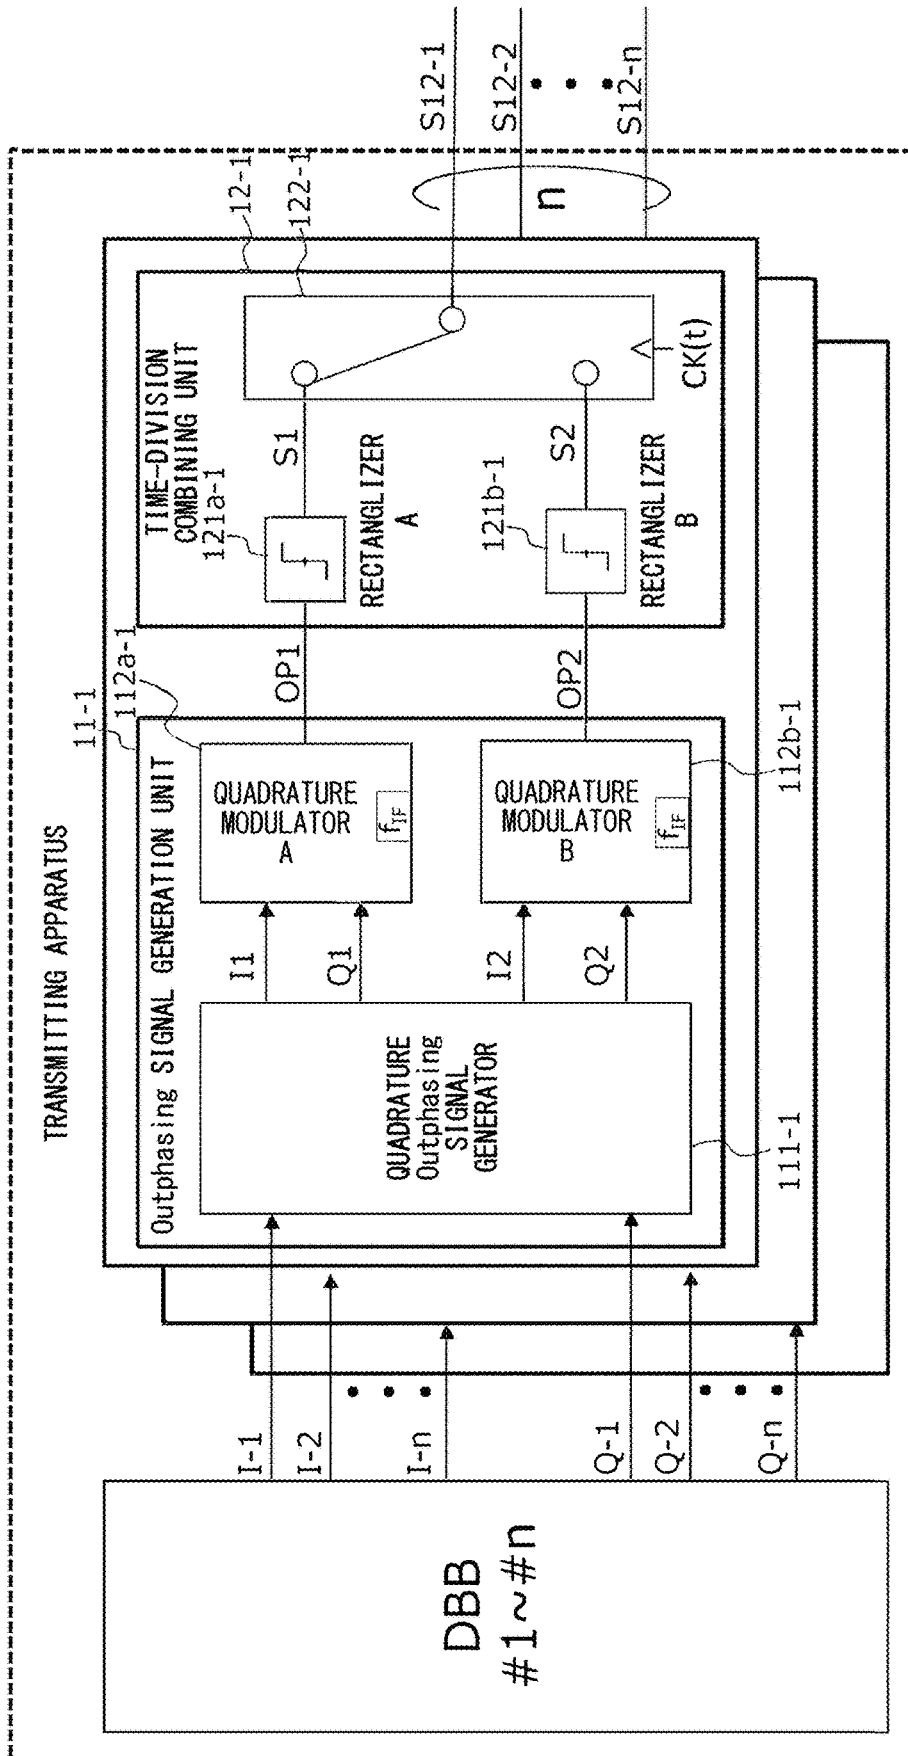 TRANSMITTING APPARATUS
DBB
#1~#n
I-1
I-2
I-n
Q-1
Q-2
Q-n
11-1
Outphasing SIGNAL GENERATION UNIT
QUADRATURE
Outphasing
SIGNAL
GENERATOR
111-1
I1
Q1
I2
Q2
112a-1
QUADRATURE
MODULATOR
A
fIF
QUADRATURE
MODULATOR
B
fIF
112b-1
OP1
OP2
12-1
TIME-DIVISION
COMBINING UNIT
121a-1
RECTANGLIZER
A
121b-1
RECTANGLIZER
B
S1
S2
122-1
CK(t)
n
S12-1
S12-2
S12-n